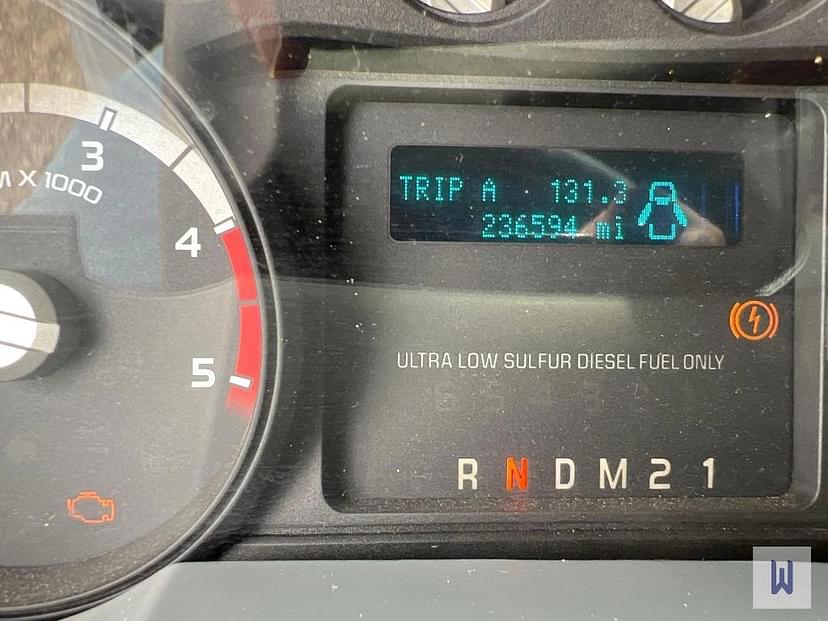 3
M X 1000
4
5
TRIP A 131.3
236594 mi
ULTRA LOW SULFUR DIESEL FUEL ONLY
R N D M 2 1
W